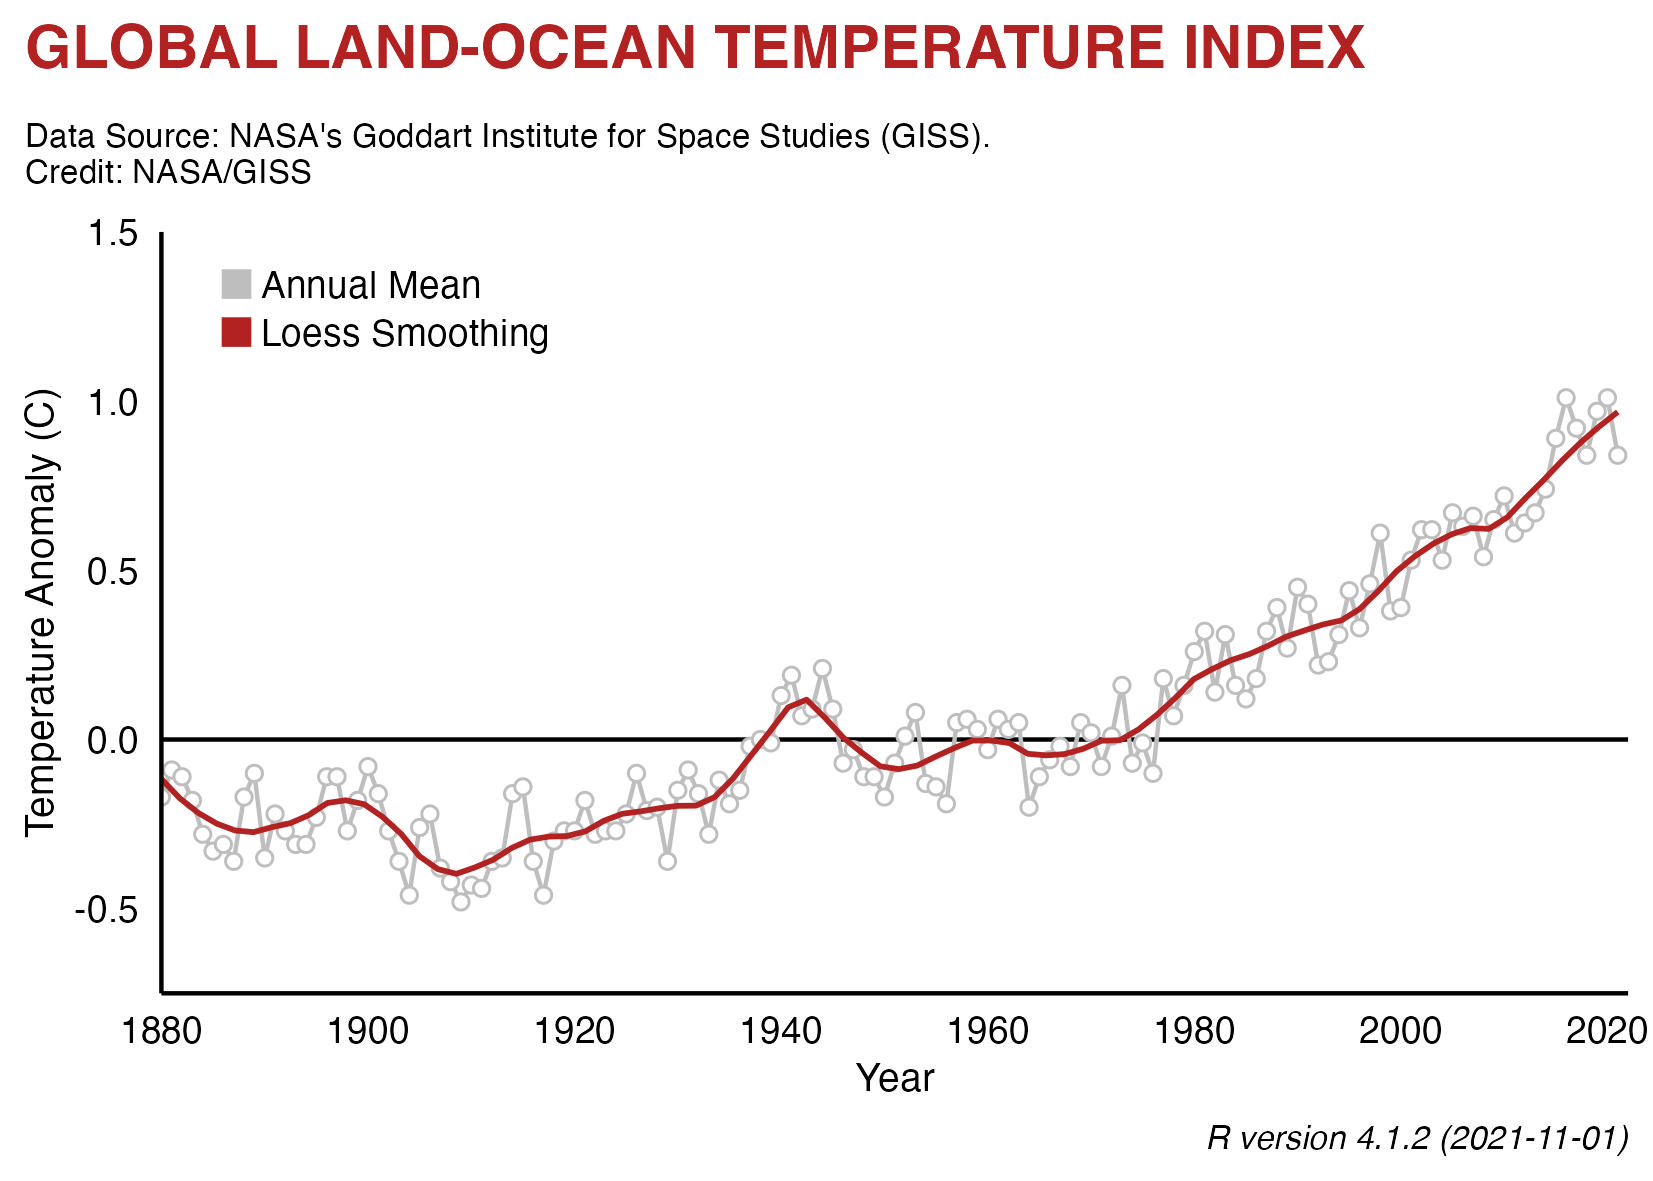 GLOBAL LAND-OCEAN TEMPERATURE INDEX
Data Source: NASA's Goddart Institute for Space Studies (GISS).
Credit: NASA/GISS
1.5
Annual Mean
Loess Smoothing
1.0
0.5
0.0
-0.5
Temperature Anomaly (C)
1880 1900 1920 1940 1960 1980 2000 2020
Year
R version 4.1.2 (2021-11-01)